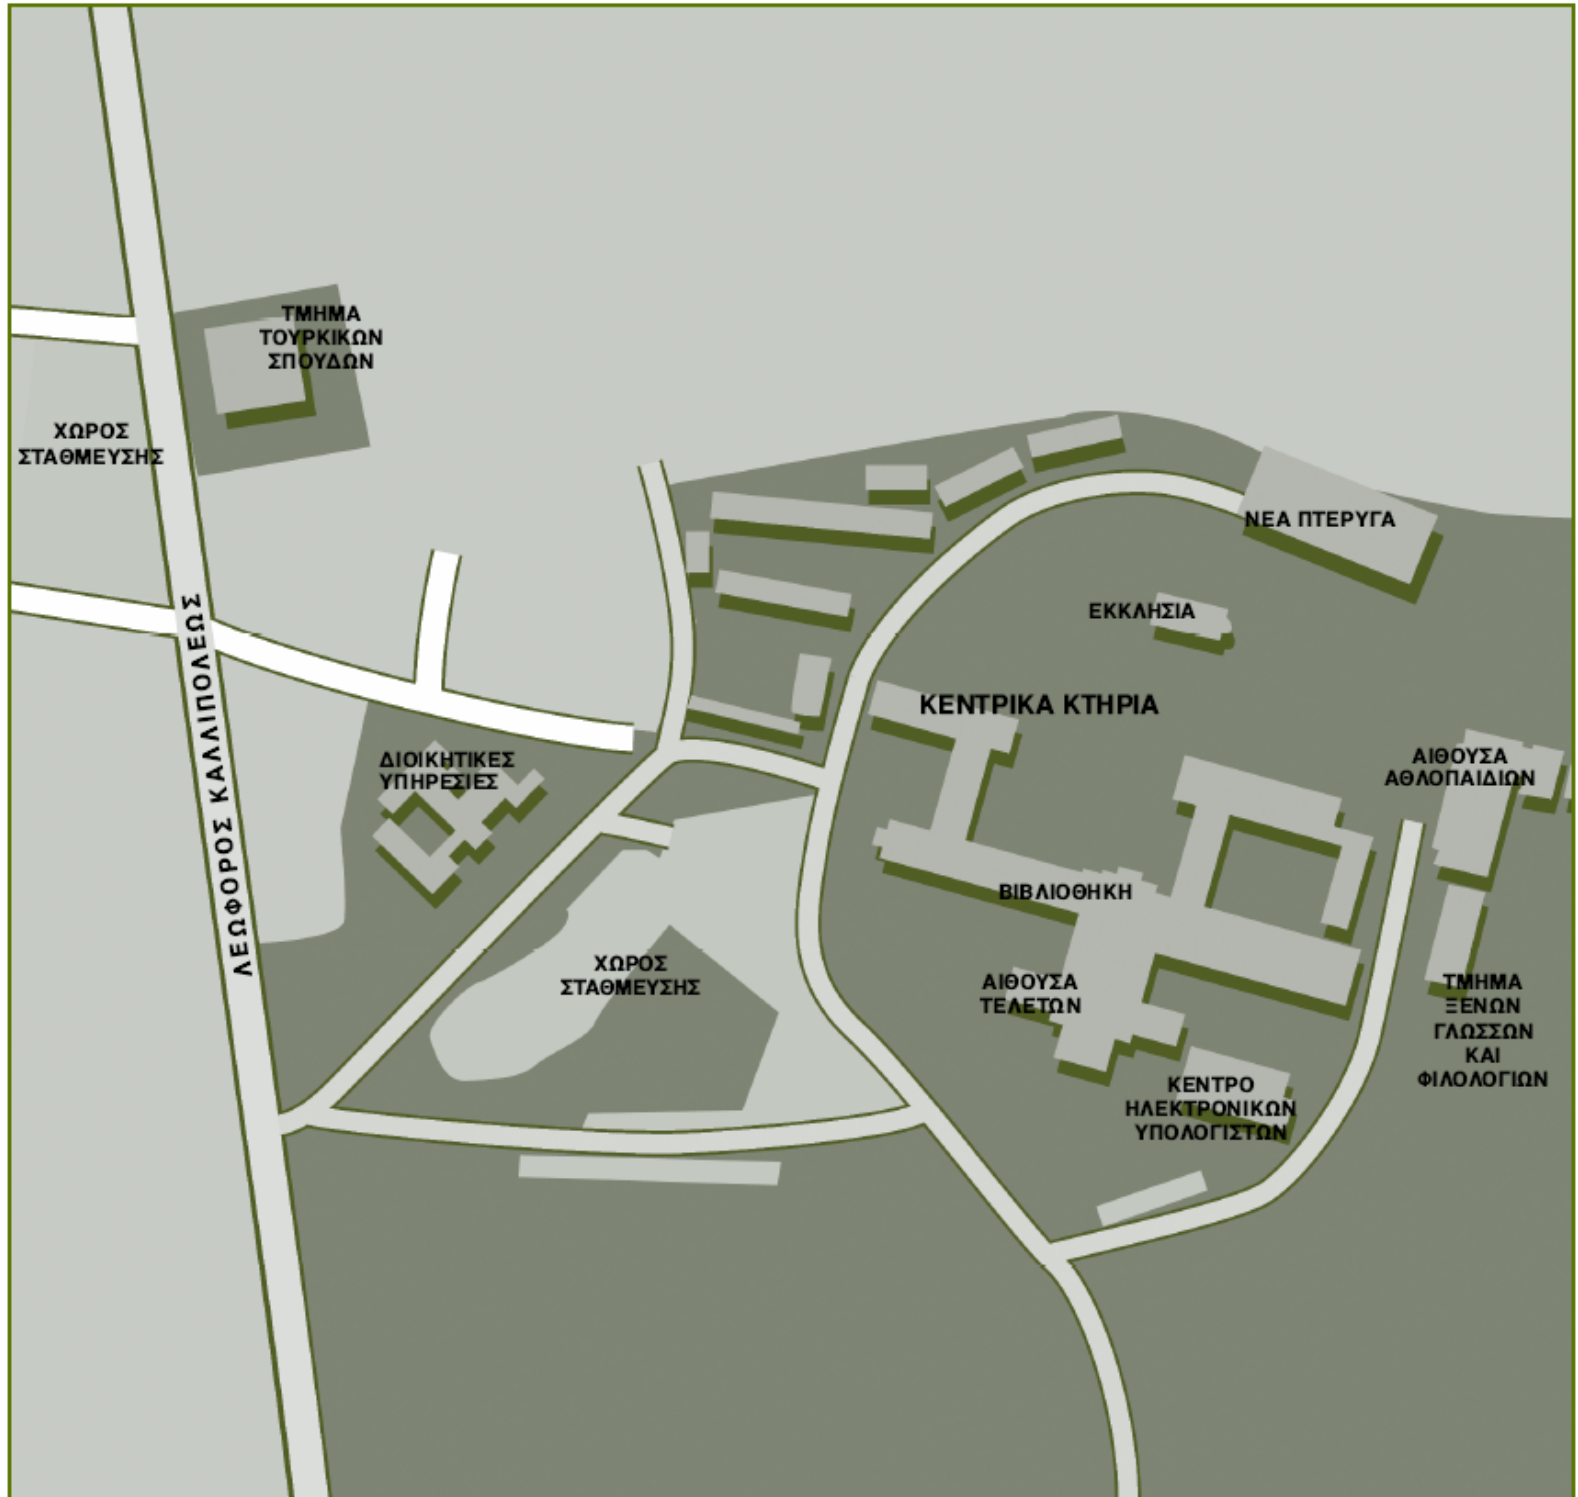 ΤΜΗΜΑ
ΤΟΥΡΚΙΚΩΝ
ΣΠΟΥΔΩΝ
ΧΩΡΟΣ
ΣΤΑΘΜΕΥΣΗΣ
ΝΕΑ ΠΤΕΡΥΓΑ
ΕΚΚΛΗΣΙΑ
ΚΕΝΤΡΙΚΑ ΚΤΗΡΙΑ
ΛΕΩΦΟΡΟΣ ΚΑΛΛΙΠΟΛΕΩΣ
ΔΙΟΙΚΗΤΙΚΕΣ
ΥΠΗΡΕΣΙΕΣ
ΑΙΘΟΥΣΑ
ΑΘΛΟΠΑΙΔΙΩΝ
ΒΙΒΛΙΟΘΗΚΗ
ΧΩΡΟΣ
ΣΤΑΘΜΕΥΣΗΣ
ΑΙΘΟΥΣΑ
ΤΕΛΕΤΩΝ
ΤΜΗΜΑ
ΞΕΝΩΝ
ΓΛΩΣΣΩΝ
ΚΑΙ
ΦΙΛΟΛΟΓΙΩΝ
ΚΕΝΤΡΟ
ΗΛΕΚΤΡΟΝΙΚΩΝ
ΥΠΟΛΟΓΙΣΤΩΝ